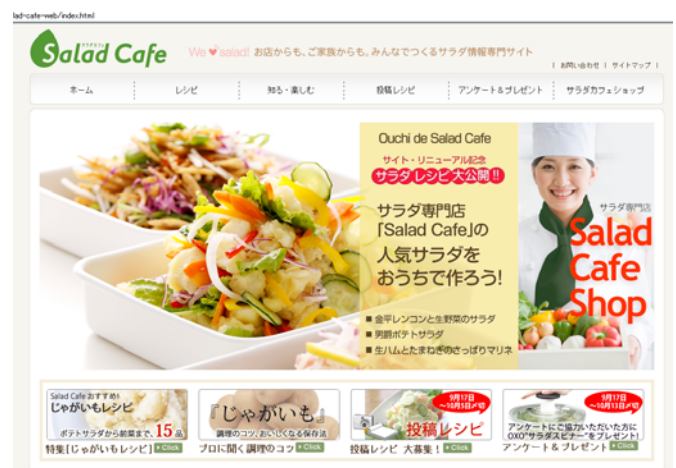 lad-cafe-web/index.html
サラダカフェ
Salad Cafe
We salad! お店からも、ご家族からも。みんなでつくるサラダ情報専門サイト
| お問い合わせ | サイトマップ |
ホーム
レシピ
知る・楽しむ
投稿レシピ
アンケート&プレゼント
サラダカフェショップ
Ouchi de Salad Cafe
サイト・リニューアル記念
サラダレシピ大公開!!
サラダ専門店
「Salad Cafe」の
人気サラダを
おうちで作ろう!
■ 金平レンコンと生野菜のサラダ
■ 男爵ポテトサラダ
■ 生ハムとたまねぎのさっぱりマリネ
サラダ専門店
Salad
Cafe
Shop
Salad Cafe おすすめ!
じゃがいもレシピ
ポテトサラダから前菜まで、15品
特集[じゃがいもレシピ] Click
『じゃがいも』
調理のコツ、おいしくなる保存法
プロに聞く調理のコツ Click
9月17日
~10月5日〆切
投稿レシピ
投稿レシピ 大募集! Click
9月17日
~10月13日〆切
アンケートにご協力いただいた方に
OXO"サラダスピナー"をプレゼント!
アンケート & プレゼント Click